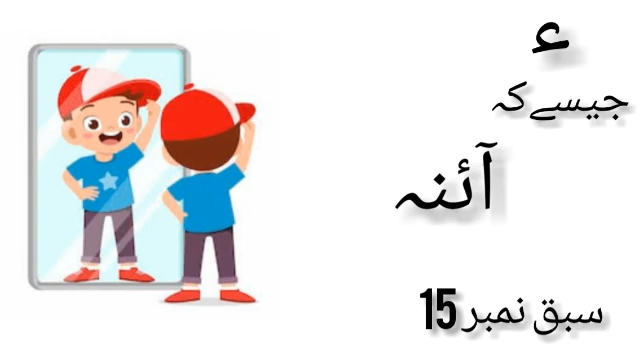 ء
جیسے کہ
آئنہ
سبق نمبر 15